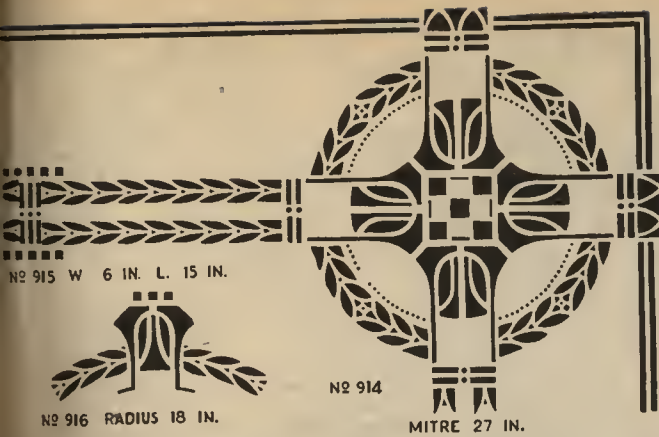 Nº 915 W 6 IN. L. 15 IN.
Nº 914
Nº 916 RADIUS 18 IN.
MITRE 27 IN.